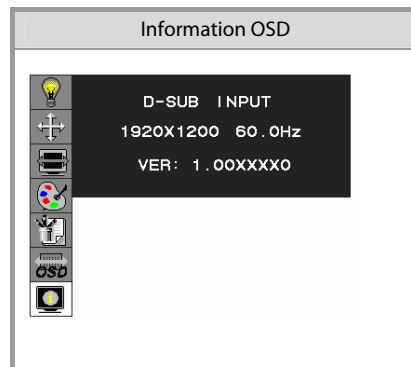 Information OSD
D-SUB INPUT
1920X1200 60.0Hz
VER: 1.00XXXX0
OSD